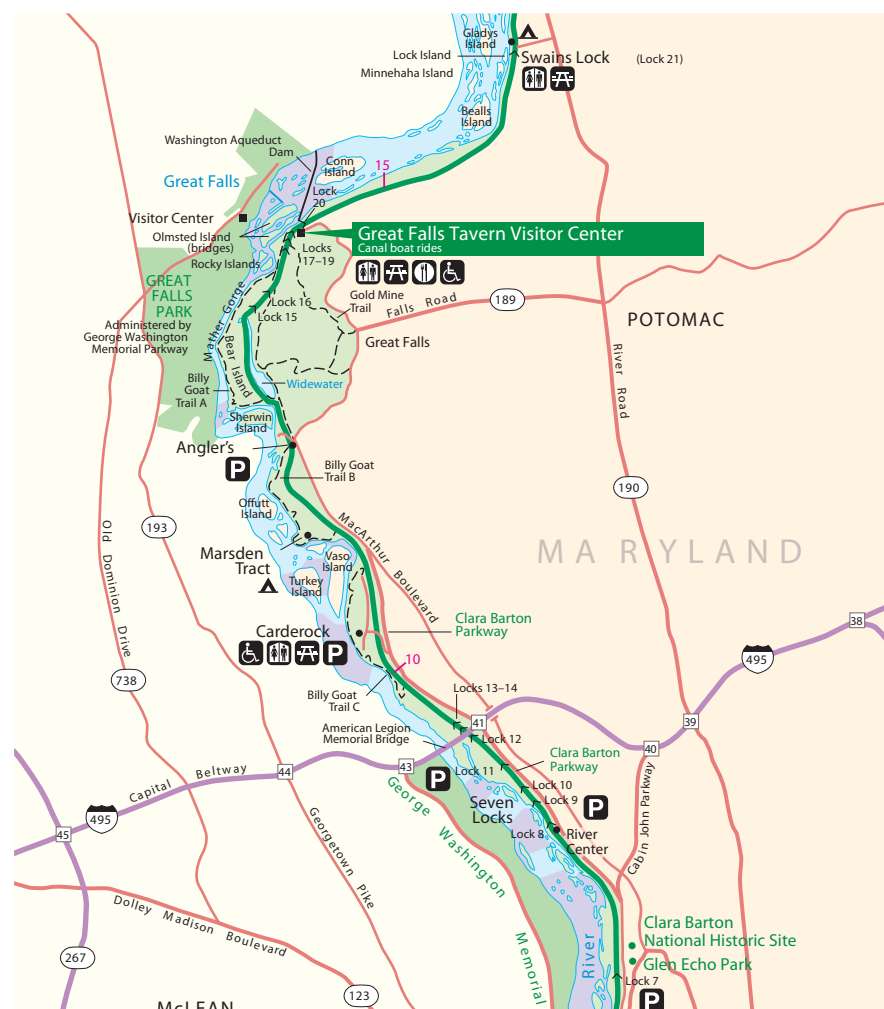 Gladys
Island
Lock Island
Swains Lock
(Lock 21)
Minnehaha Island
Bealls
Island
Washington Aqueduct
Dam
Conn
Island
15
Great Falls
Lock
20
Visitor Center
Great Falls Tavern Visitor Center
Canal boat rides
Olmsted Island
(bridges)
Locks
17–19
Rocky Islands
GREAT
FALLS
PARK
Administered by
George Washington
Memorial Parkway
Mather Gorge
Lock 16
Lock 15
Gold Mine
Trail
Falls Road
189
POTOMAC
Great Falls
River Road
Bear Island
Billy
Goat
Trail A
Widewater
Sherwin
Island
Angler's
P
Billy Goat
Trail B
190
Offutt
Island
193
Old Dominion Drive
MacArthur Boulevard
MARYLAND
Marsden
Tract
Vaso
Island
Turkey
Island
Clara Barton
Parkway
38
Carderock
P
10
495
738
Billy Goat
Trail C
Locks 13–14
American Legion
Memorial Bridge
41
39
Lock 12
40
Clara Barton
Parkway
43
44
Capital Beltway
Lock 11
P
Lock 10
Lock 9
P
George Washington Memorial
Seven
Locks
495
45
Lock 8
River
Center
Georgetown Pike
Cabin John Parkway
Dolley Madison Boulevard
Clara Barton
National Historic Site
Glen Echo Park
River
267
Lock 7
123
P
McLEAN